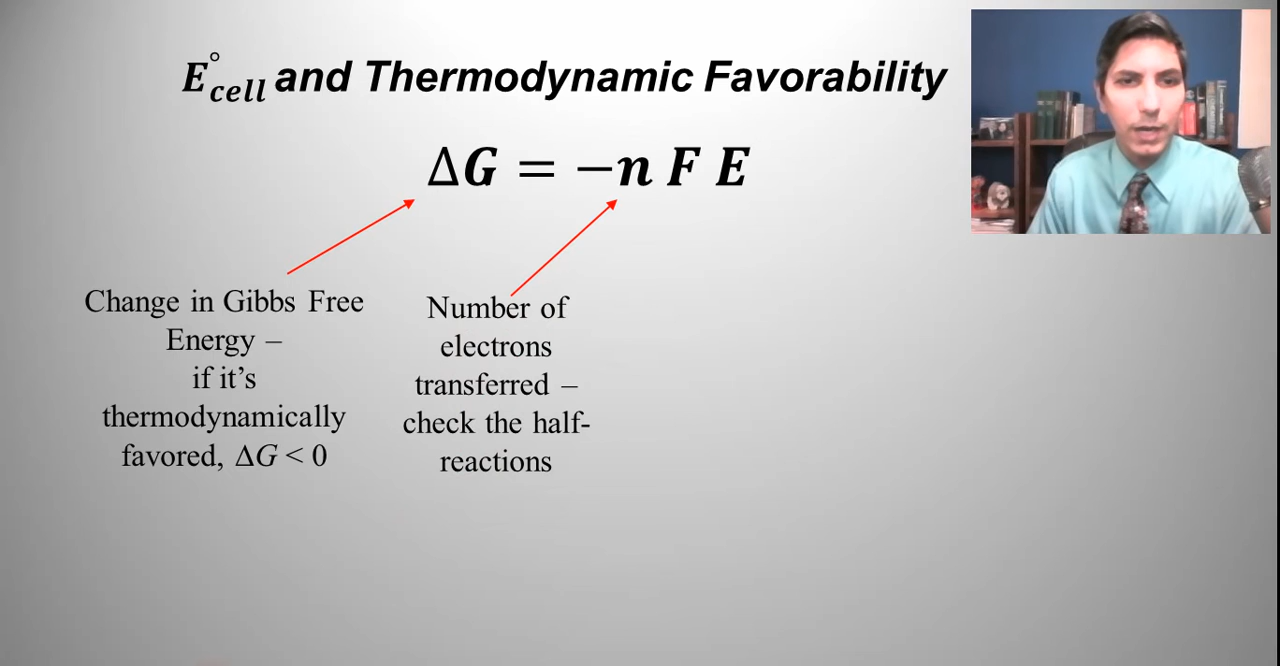 E°cell and Thermodynamic Favorability
ΔG = −n F E
Change in Gibbs Free
Energy –
if it's
thermodynamically
favored, ΔG < 0
Number of
electrons
transferred –
check the half-
reactions